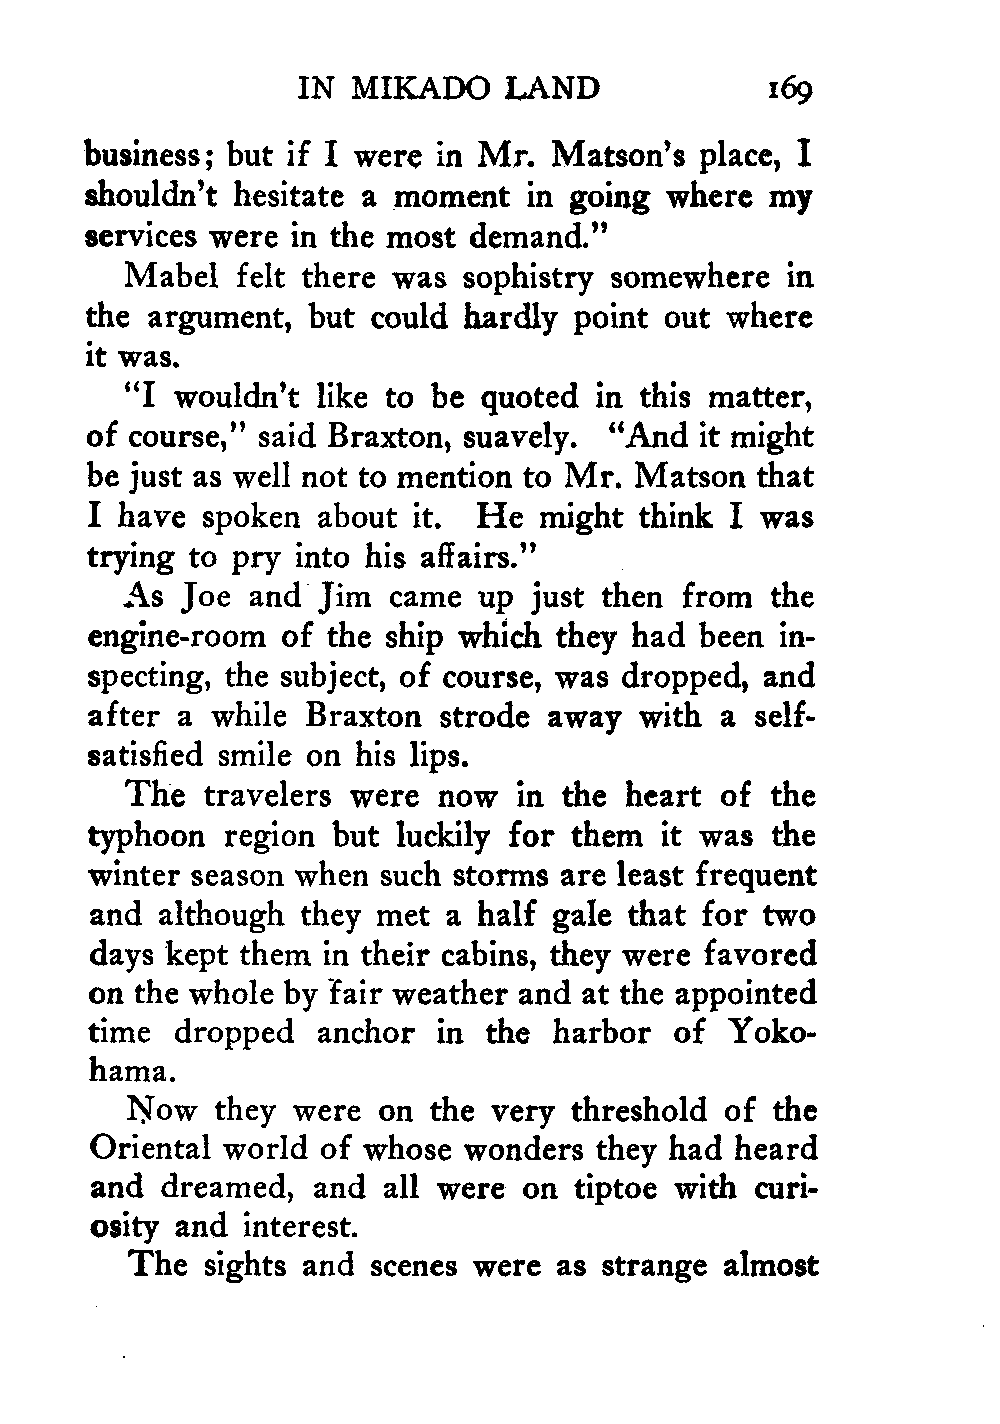 IN MIKADO LAND 169
business; but if I were in Mr. Matson's place, I
shouldn't hesitate a moment in going where my
services were in the most demand."
Mabel felt there was sophistry somewhere in
the argument, but could hardly point out where
it was.
"I wouldn't like to be quoted in this matter,
of course," said Braxton, suavely. "And it might
be just as well not to mention to Mr. Matson that
I have spoken about it. He might think I was
trying to pry into his affairs."
As Joe and Jim came up just then from the
engine-room of the ship which they had been in-
specting, the subject, of course, was dropped, and
after a while Braxton strode away with a self-
satisfied smile on his lips.
The travelers were now in the heart of the
typhoon region but luckily for them it was the
winter season when such storms are least frequent
and although they met a half gale that for two
days kept them in their cabins, they were favored
on the whole by fair weather and at the appointed
time dropped anchor in the harbor of Yoko-
hama.
Now they were on the very threshold of the
Oriental world of whose wonders they had heard
and dreamed, and all were on tiptoe with curi-
osity and interest.
The sights and scenes were as strange almost